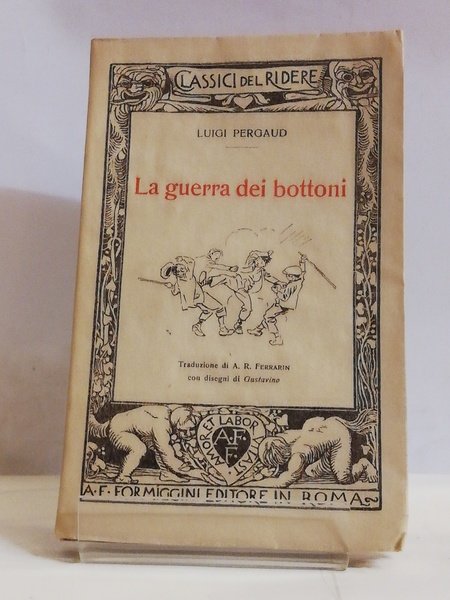 CLASSICI DEL RIDERE
LUIGI PERGAUD
La guerra dei bottoni
Traduzione di A. R. FERRARIN
con disegni di Gustavino
AMOR ET LABOR VITAST
A. F.
F
A·F·FORMIGGINI EDITORE IN ROMA